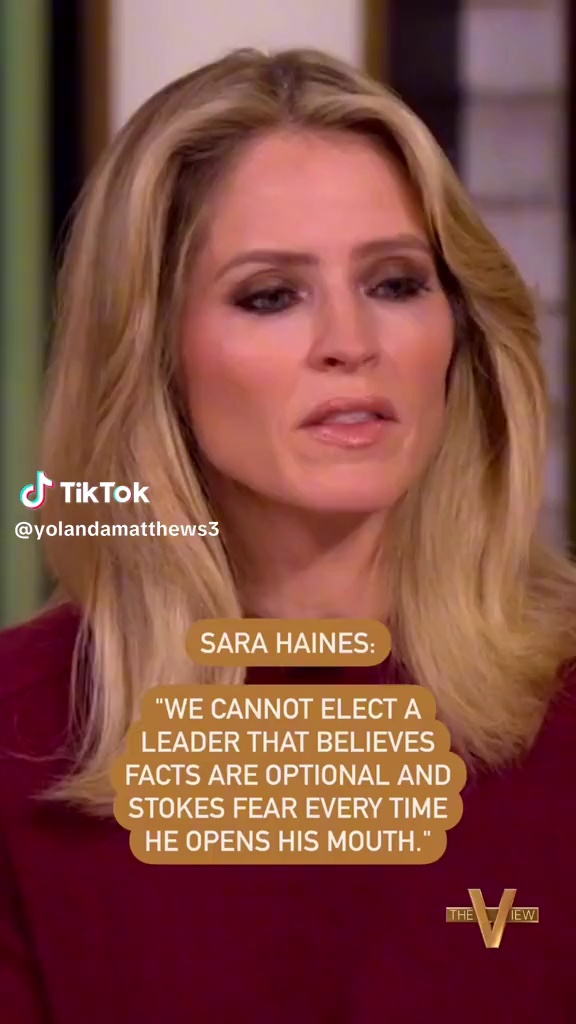 TikTok
@yolandamatthews3
SARA HAINES:
"WE CANNOT ELECT A
LEADER THAT BELIEVES
FACTS ARE OPTIONAL AND
STOKES FEAR EVERY TIME
HE OPENS HIS MOUTH."
THE VIEW